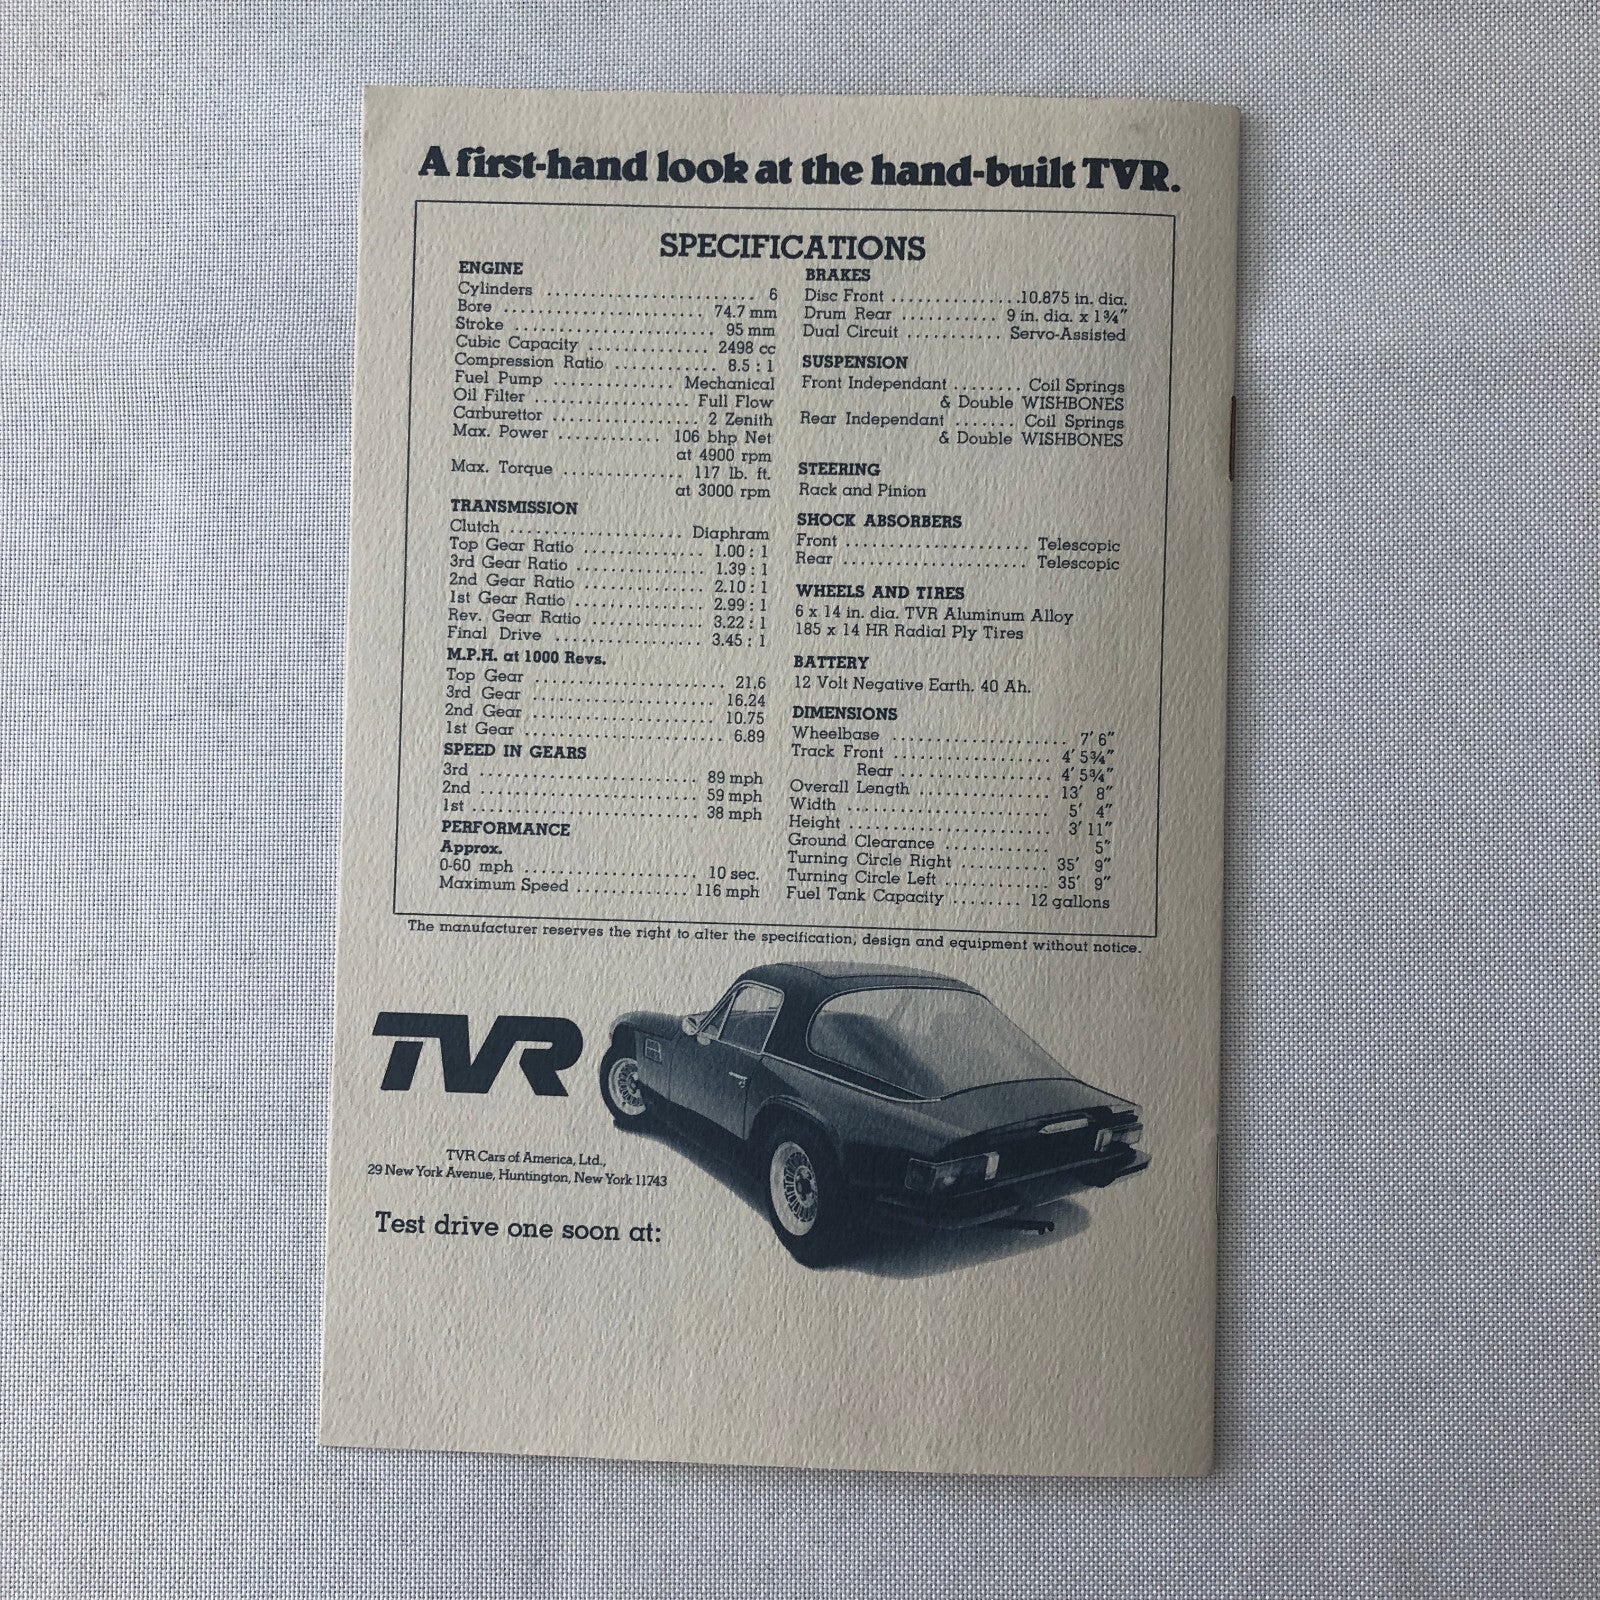 A first-hand look at the hand-built TVR.
SPECIFICATIONS
ENGINE
Cylinders ........................ 6
Bore ........................ 74.7 mm
Stroke ........................ 95 mm
Cubic Capacity .............. 2498 cc
Compression Ratio ............ 8.5 : 1
Fuel Pump .............. Mechanical
Oil Filter .................. Full Flow
Carburettor ................. 2 Zenith
Max. Power ............ 106 bhp Net
at 4900 rpm
Max. Torque .............. 117 lb. ft.
at 3000 rpm
TRANSMISSION
Clutch .................... Diaphram
Top Gear Ratio .............. 1.00 : 1
3rd Gear Ratio ............... 1.39 : 1
2nd Gear Ratio .............. 2.10 : 1
1st Gear Ratio ............... 2.99 : 1
Rev. Gear Ratio ............. 3.22 : 1
Final Drive ................. 3.45 : 1
M.P.H. at 1000 Revs.
Top Gear ...................... 21.6
3rd Gear ..................... 16.24
2nd Gear ..................... 10.75
1st Gear ...................... 6.89
SPEED IN GEARS
3rd ......................... 89 mph
2nd ......................... 59 mph
1st .......................... 38 mph
PERFORMANCE
Approx.
0-60 mph ..................... 10 sec.
Maximum Speed ............. 116 mph
BRAKES
Disc Front ...............10.875 in. dia.
Drum Rear ........... 9 in. dia. x 1¾"
Dual Circuit ........... Servo-Assisted
SUSPENSION
Front Independant ........ Coil Springs
& Double WISHBONES
Rear Independant ....... Coil Springs
& Double WISHBONES
STEERING
Rack and Pinion
SHOCK ABSORBERS
Front ...................... Telescopic
Rear ...................... Telescopic
WHEELS AND TIRES
6 x 14 in. dia. TVR Aluminum Alloy
185 x 14 HR Radial Ply Tires
BATTERY
12 Volt Negative Earth. 40 Ah.
DIMENSIONS
Wheelbase ..................... 7' 6"
Track Front ................... 4' 5¾"
Rear .................. 4' 5¾"
Overall Length ................ 13' 8"
Width ........................ 5' 4"
Height ........................ 3' 11"
Ground Clearance ............ 5"
Turning Circle Right .......... 35' 9"
Turning Circle Left ............ 35' 9"
Fuel Tank Capacity ........ 12 gallons
The manufacturer reserves the right to alter the specification, design and equipment without notice.
TVR
TVR Cars of America, Ltd.,
29 New York Avenue, Huntington, New York 11743
Test drive one soon at: